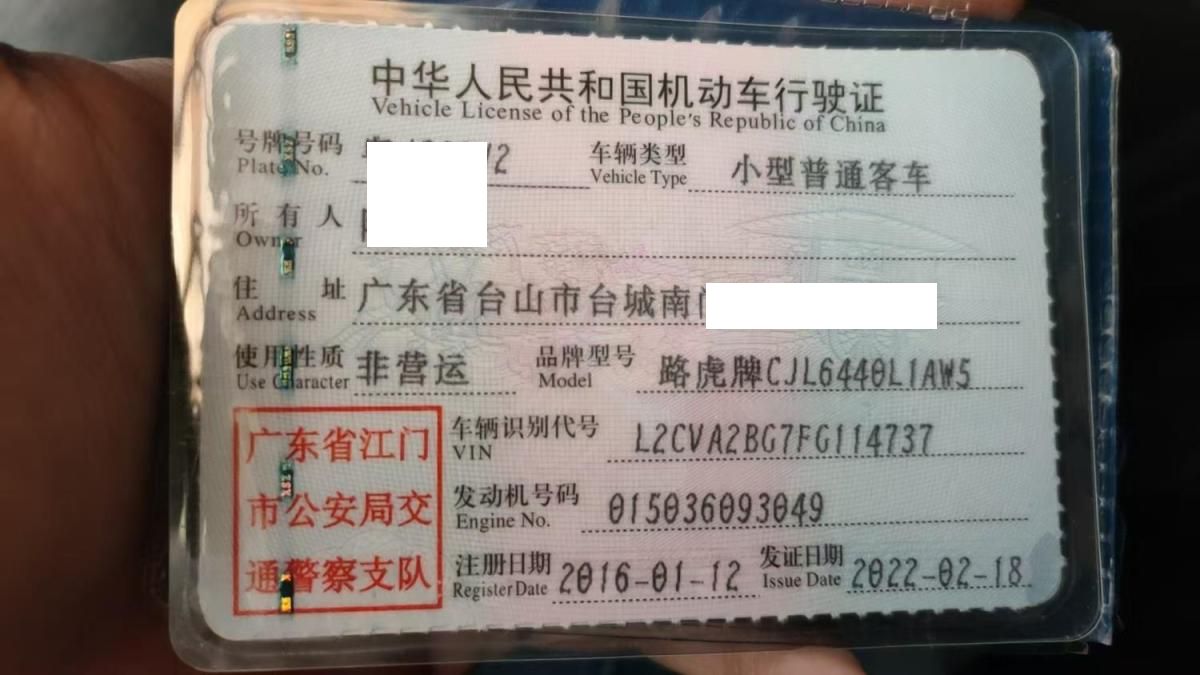 中华人民共和国机动车行驶证
Vehicle License of the People's Republic of China
号牌号码 2 车辆类型 小型普通客车
Plate No. Vehicle Type
所有人
Owner
住址 广东省台山市台城南
Address
使用性质 非营运 品牌型号 路虎牌CJL6440L1AW5
Use Character Model
车辆识别代号 L2CVA2BG7FG114737
VIN
发动机号码 015036093049
Engine No.
注册日期 2016-01-12 发证日期 2022-02-18
Register Date Issue Date
广东省江门
市公安局交
通警察支队